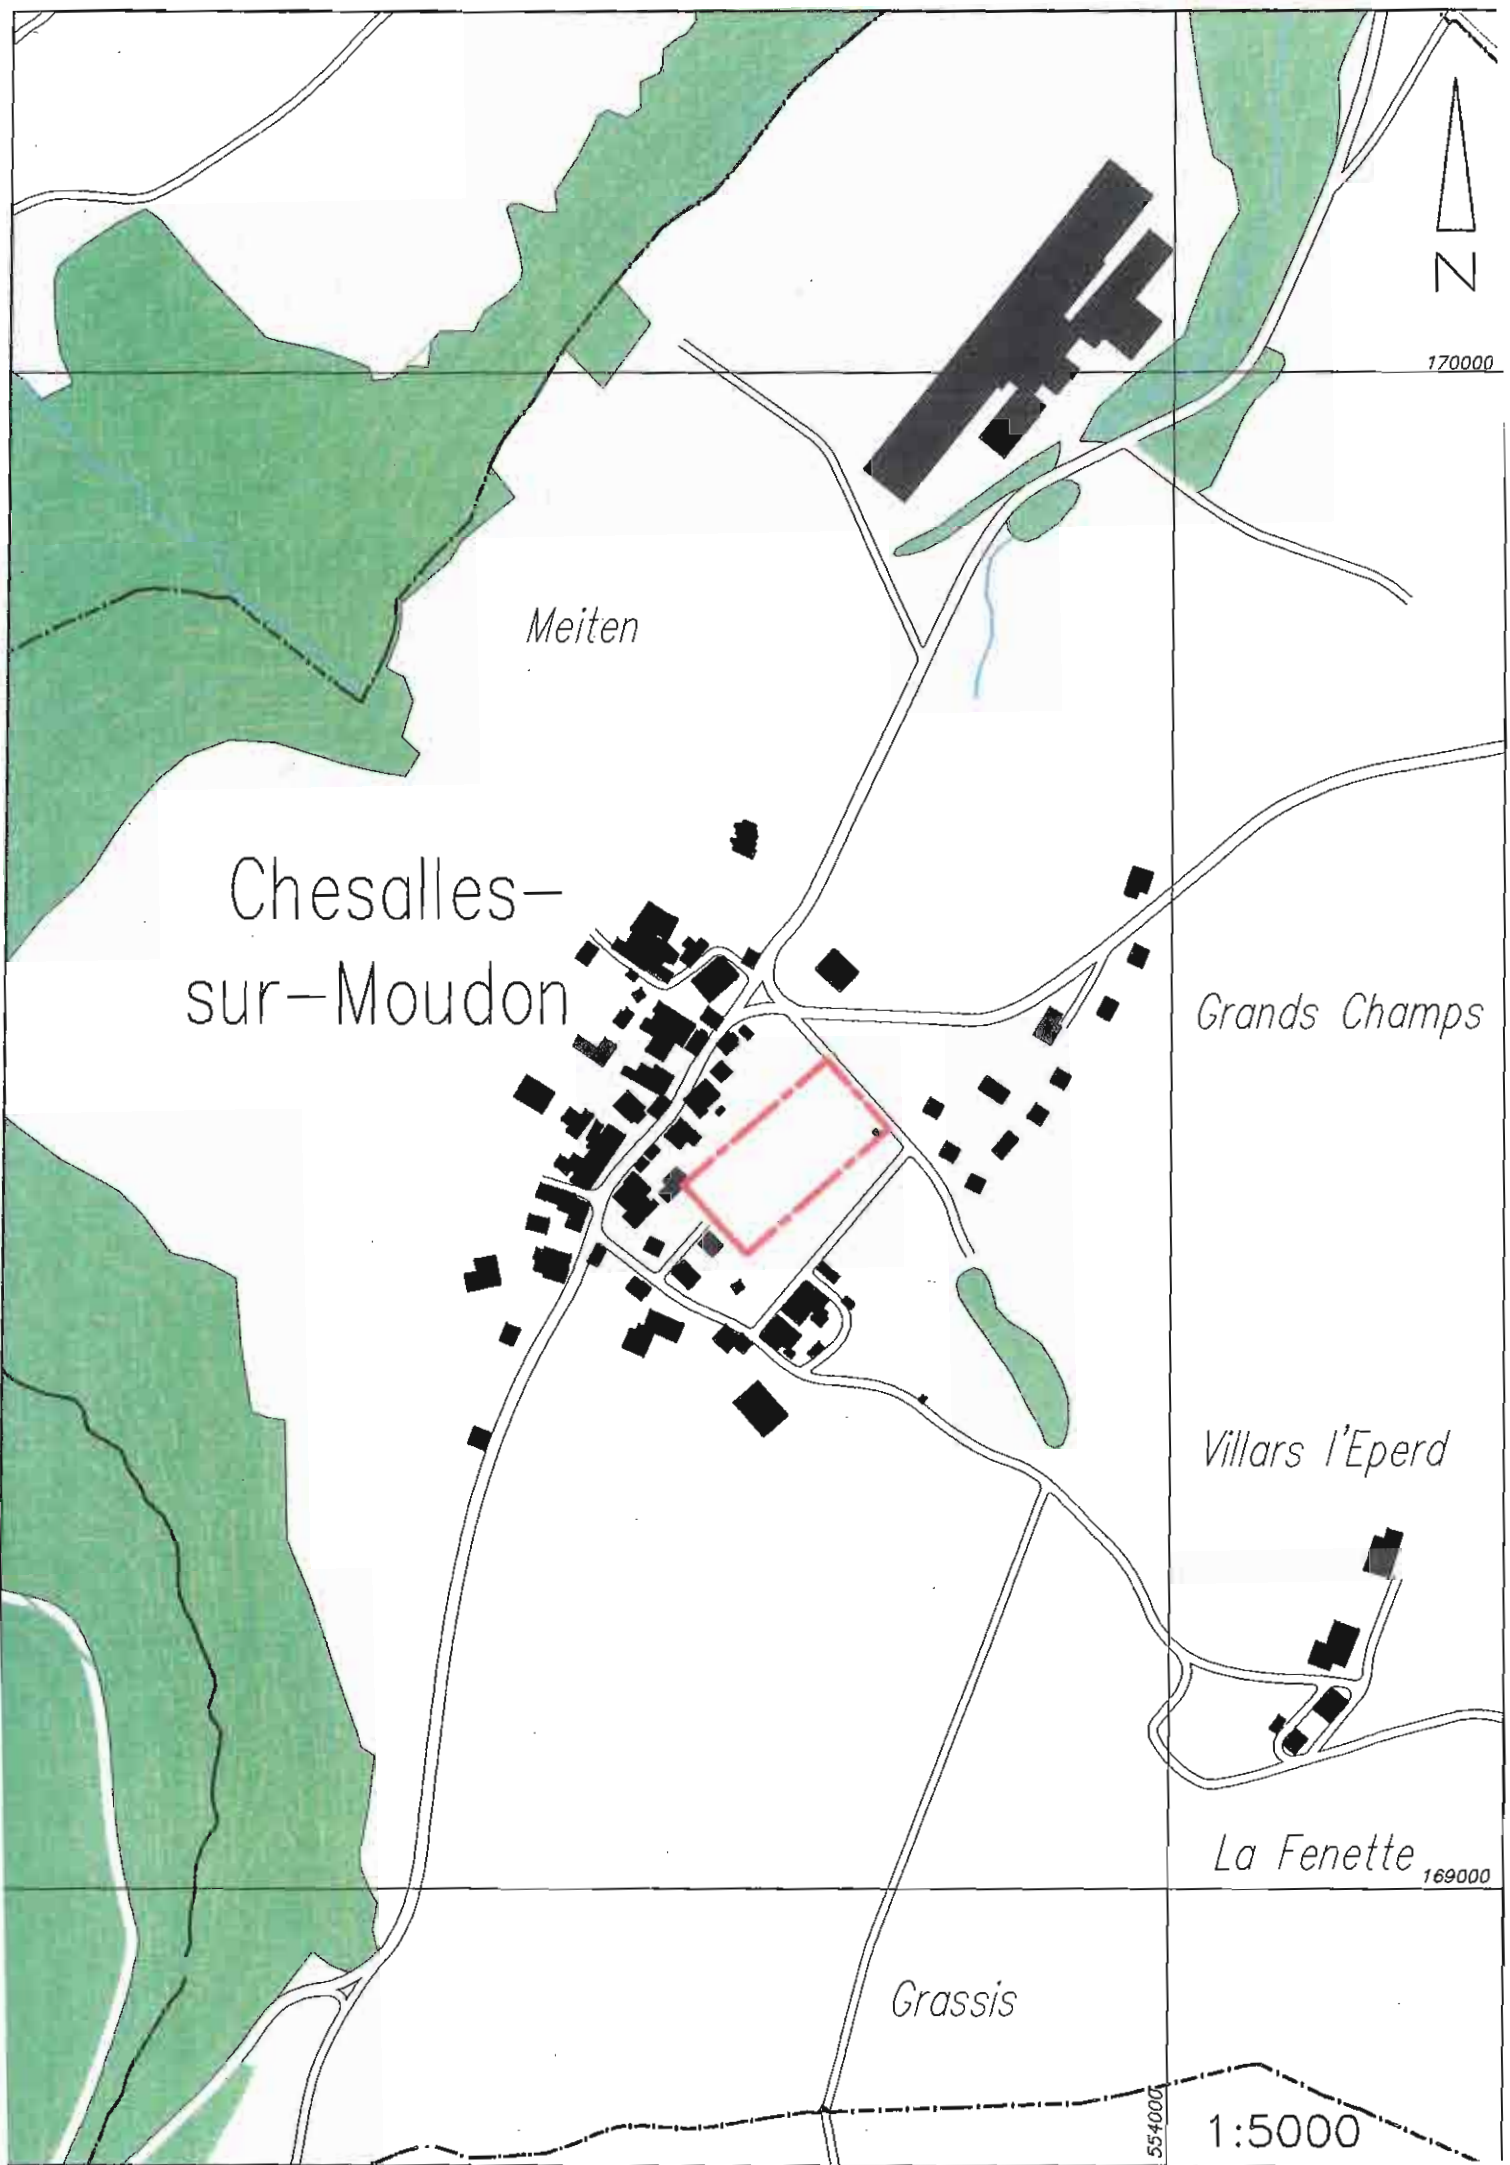 N
170000
Meiten
Chesalles-
sur-Moudon
Grands Champs
Villars l'Eperd
La Fenette
169000
Grassis
554000
1:5000